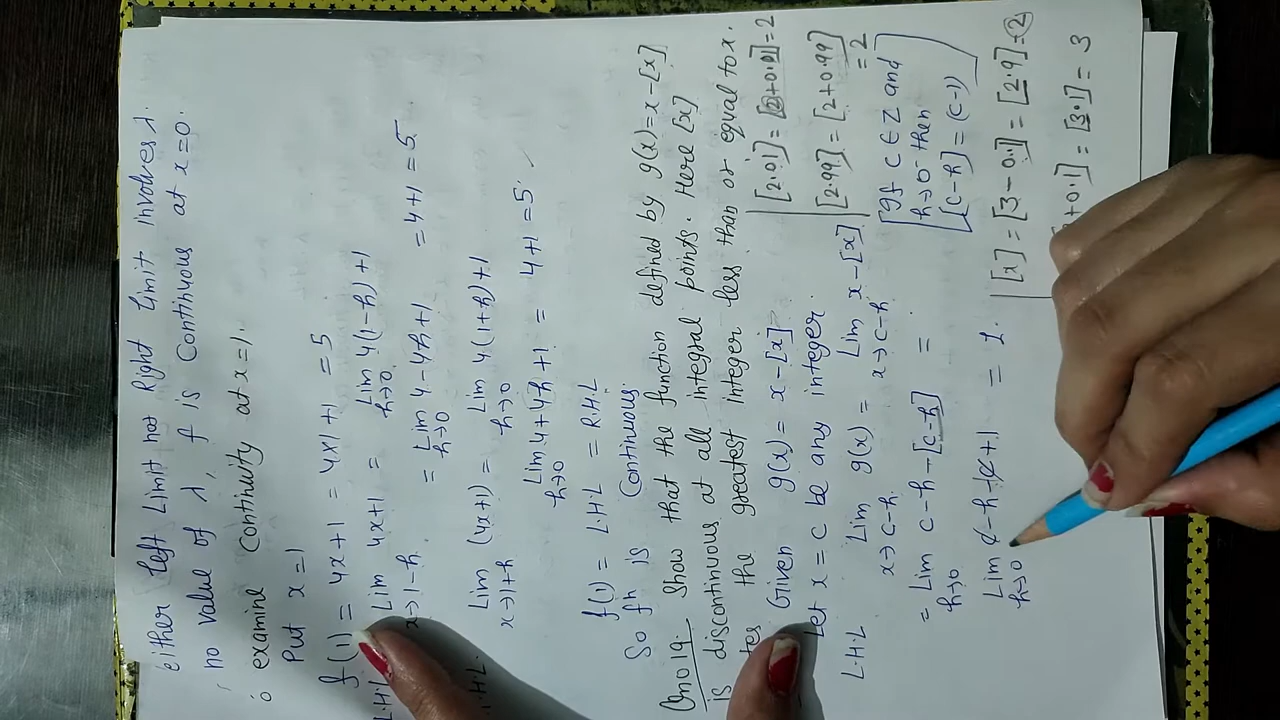 either left Limit nor Right Limit involves λ.
no value of λ, f is Continuous at x=0.
o examine Continuity at x=1.
Put x=1
f(1) = 4x+1 = 4×1+1 = 5
L.H.L Lim x→1-h 4x+1 = Lim h→0 4(1-h)+1
= Lim h→0 4-4h+1 = 4+1 = 5.
.H.L. Lim x→1+h (4x+1) = Lim h→0 4(1+h)+1
Lim h→0 4+4h+1 = 4+1 = 5.
f(1) = L.H.L = R.H.L
So fn is Continuous.
Qno19. Show that the function defined by g(x)=x-[x]
is discontinuous at all integral points. Here [x]
tes the greatest integer less than or equal to x.
Given g(x) = x-[x]
Let x=c be any integer.
L.H.L Lim x→c-h g(x) = Lim x→c-h x-[x]
= Lim h→0 c-h-[c-h] =
Lim h→0 c-h-c+1 = 1.
[2.01] = [2+0.01] = 2
[2.99] = [2+0.99] = 2
[If c ∈ Z and
h→0 then
[c-h] = (c-1)]
[x] = [3-0.1] = [2.9] = 2
+0.1] = [3.1] = 3